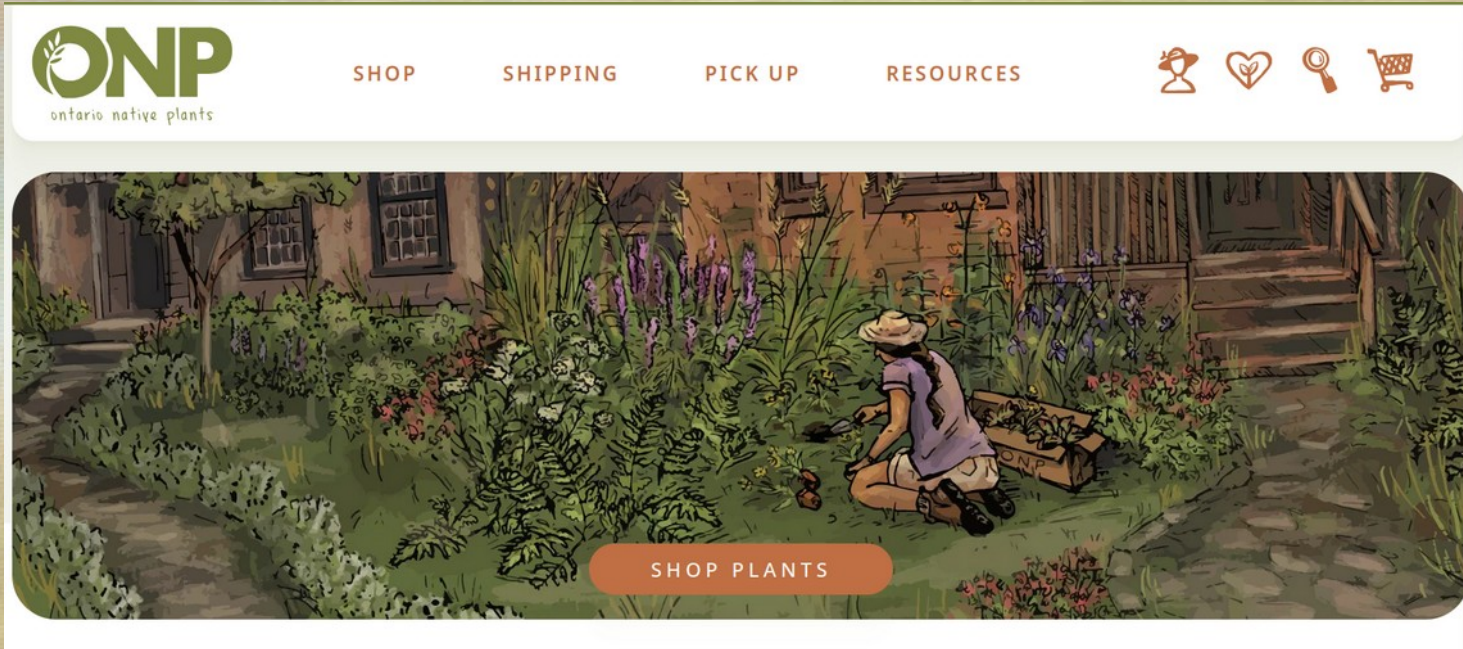 ONP
ontario native plants
SHOP
SHIPPING
PICK UP
RESOURCES
ONP
SHOP PLANTS